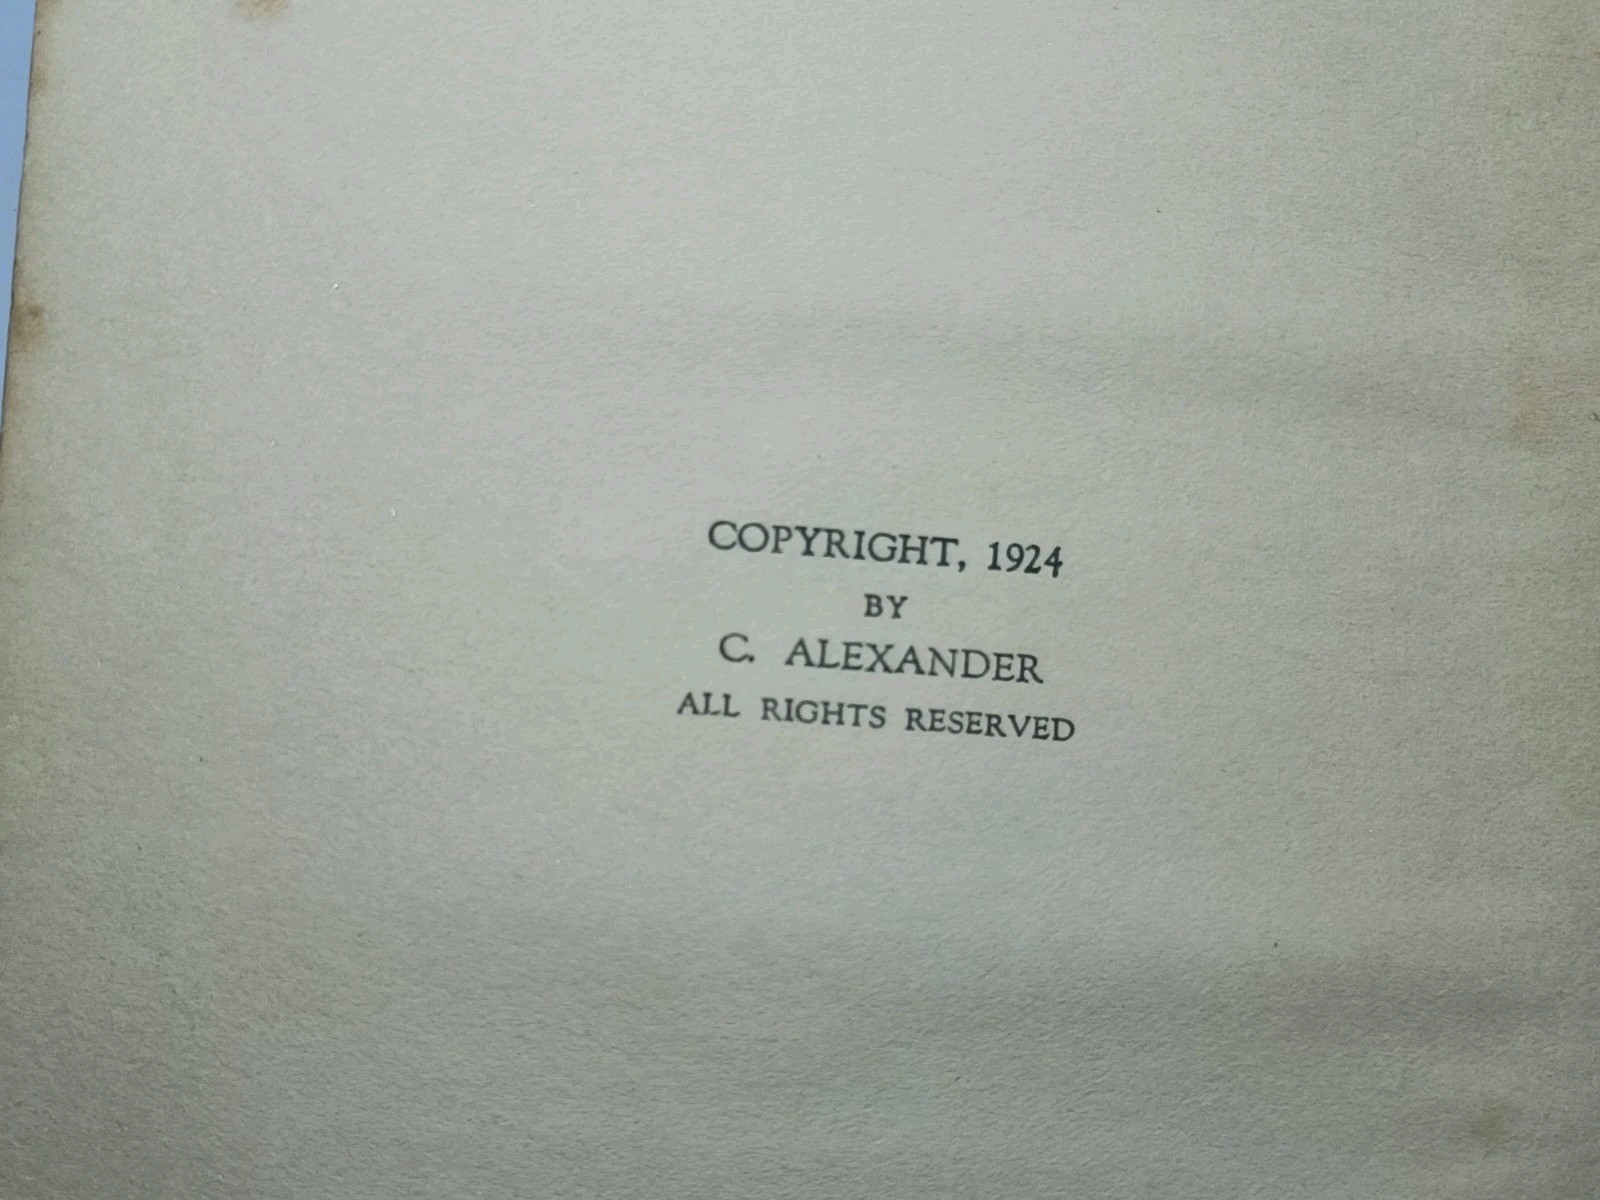 COPYRIGHT, 1924
BY
C. ALEXANDER
ALL RIGHTS RESERVED